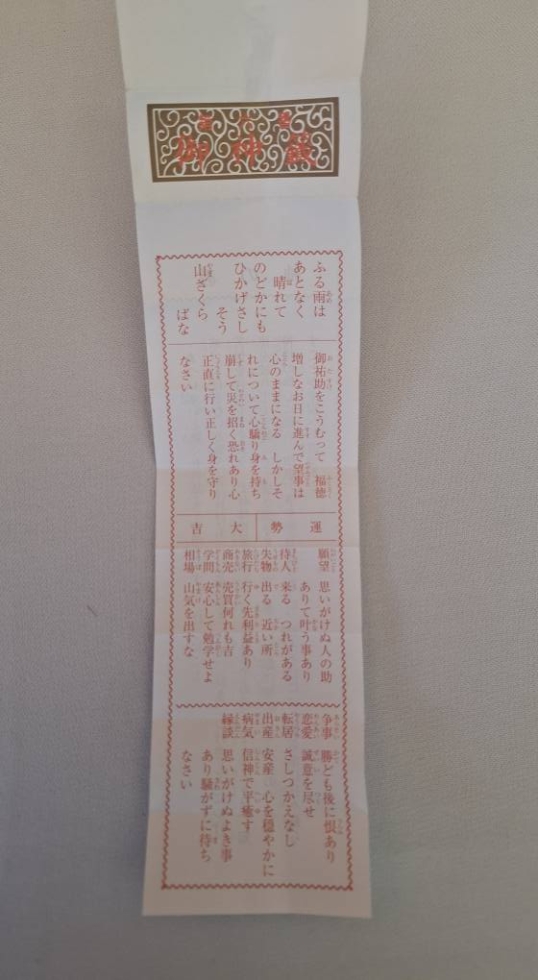 御神籤
ふる雨は
あとなく
晴れて
のどかにも
ひかげさし
そう
山ざくら
ばな
御祐助をこうむって 福徳
増しなお日に進んで望事は
心のままになる しかしそ
れについて心驕り身を持ち
崩して災を招く恐れあり心
正直に行い正しく身を守り
なさい
運勢 大吉
願望 思いがけぬ人の助
ありて叶う事あり
待人 来る つれがある
失物 出る 近い所
旅行 行く先利益あり
商売 売買何れも吉
学問 安心して勉学せよ
相場 山気を出すな
争事 勝ども後に恨あり
恋愛 誠意を尽せ
転居 さしつかえなし
出産 安産 心を穏やかに
病気 信神で平癒す
縁談 思いがけぬよき事
あり騒がずに待ち
なさい